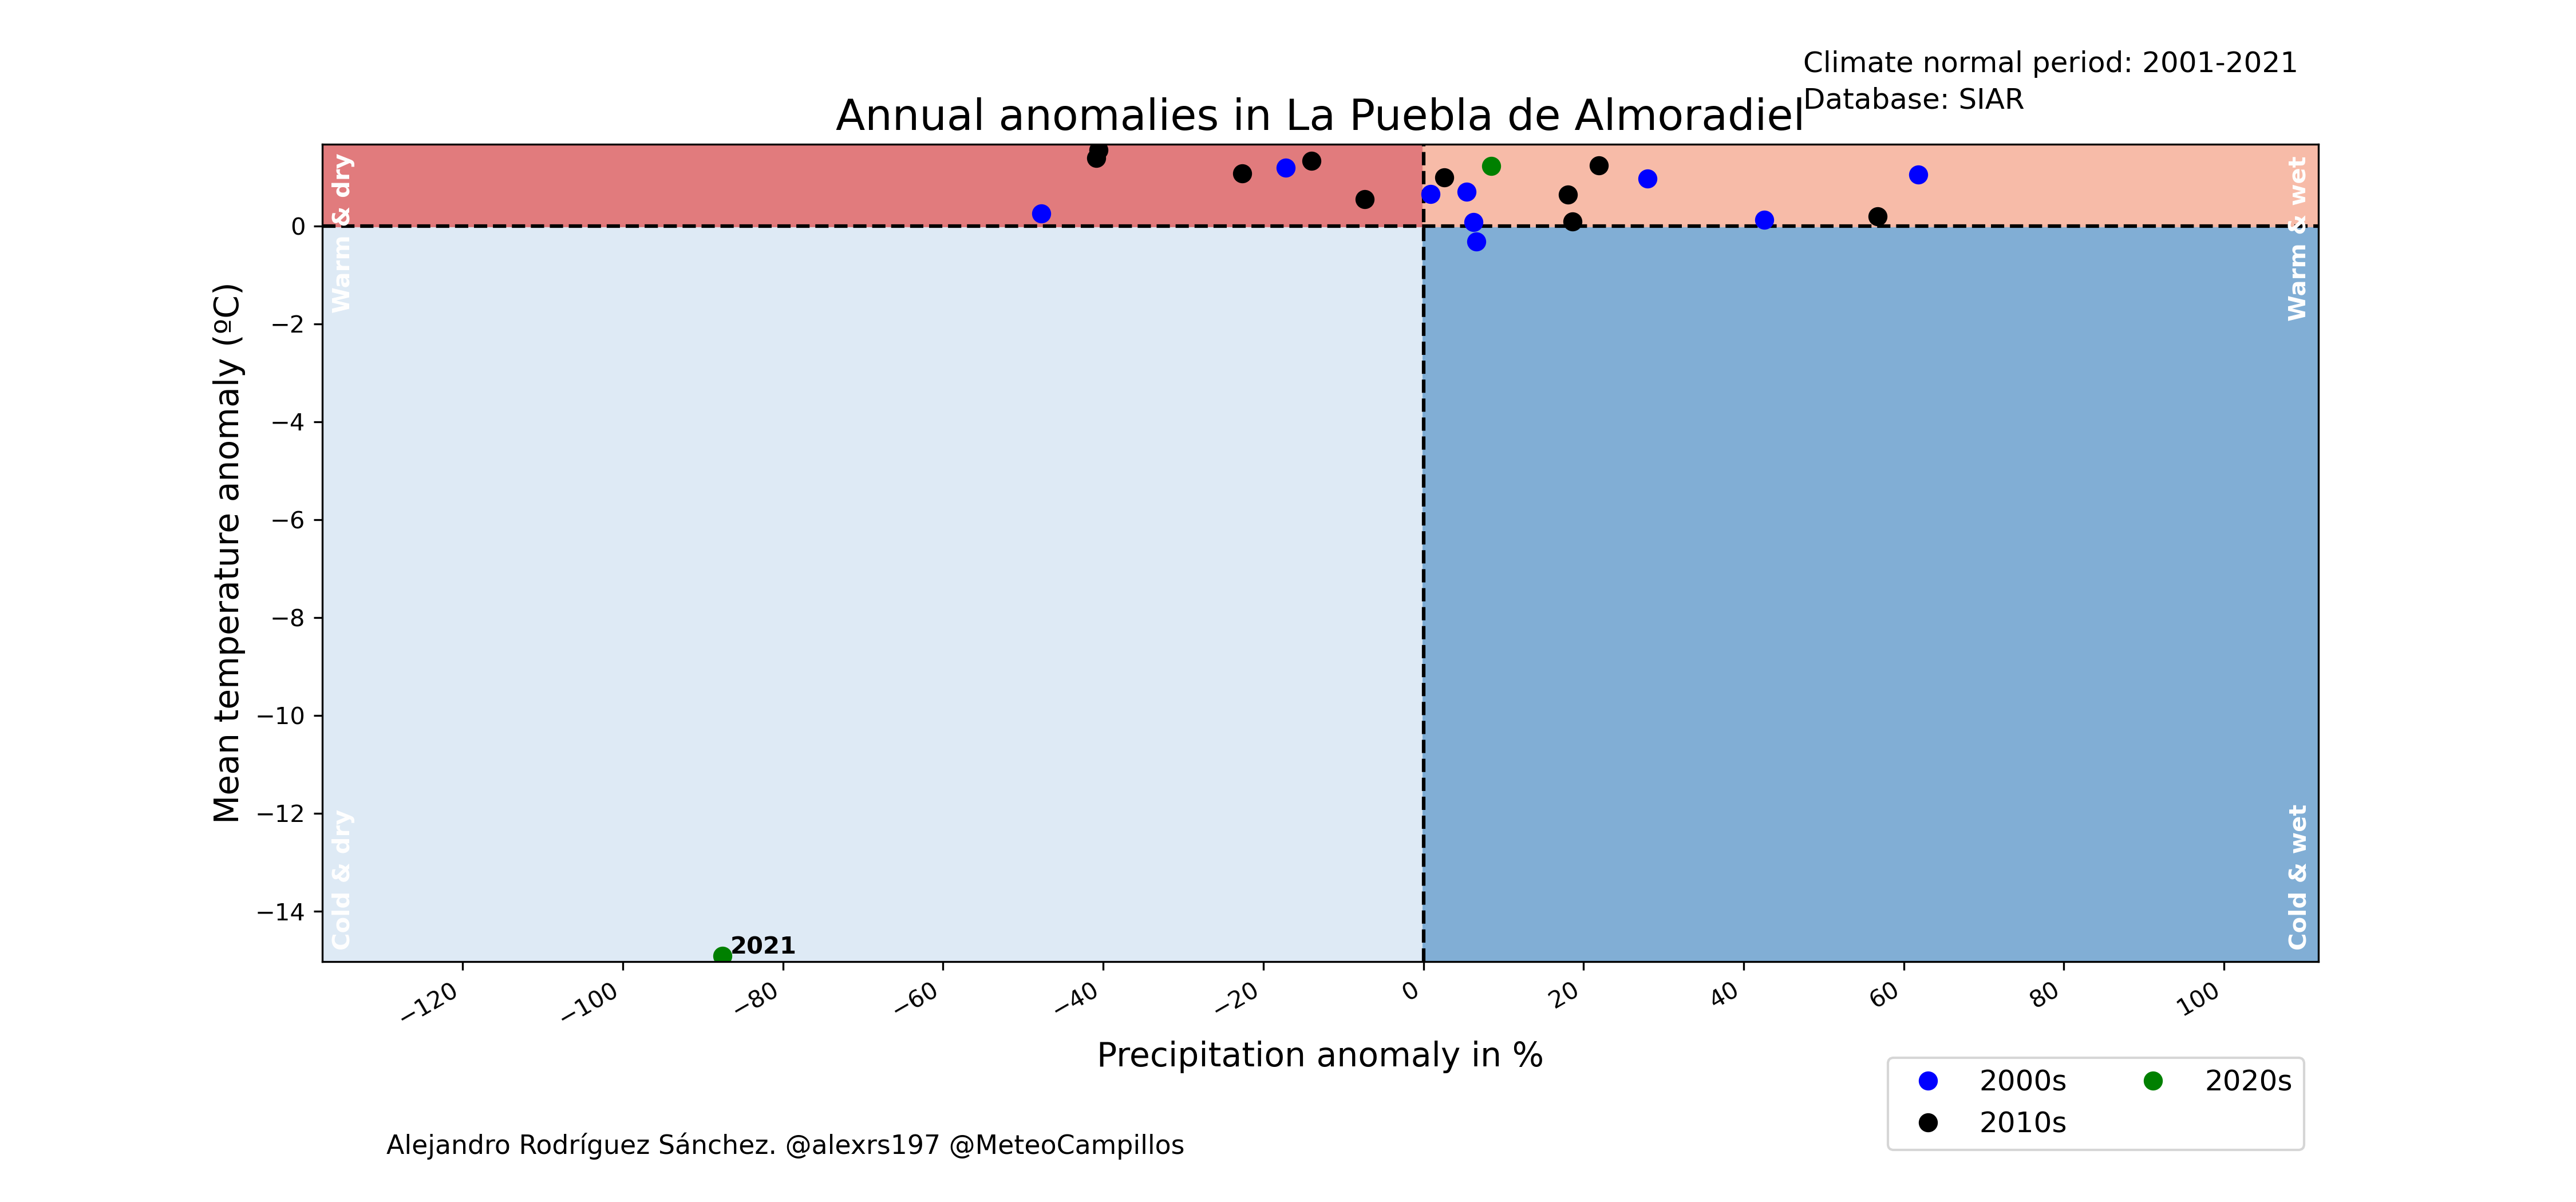 Climate normal period: 2001-2021
Database: SIAR
Annual anomalies in La Puebla de Almoradiel
Warm & dry
Warm & wet
Cold & dry
Cold & wet
Mean temperature anomaly (ºC)
0
−2
−4
−6
−8
−10
−12
−14
2021
−120
−100
−80
−60
−40
−20
0
20
40
60
80
100
Precipitation anomaly in %
2000s
2010s
2020s
Alejandro Rodríguez Sánchez. @alexrs197 @MeteoCampillos